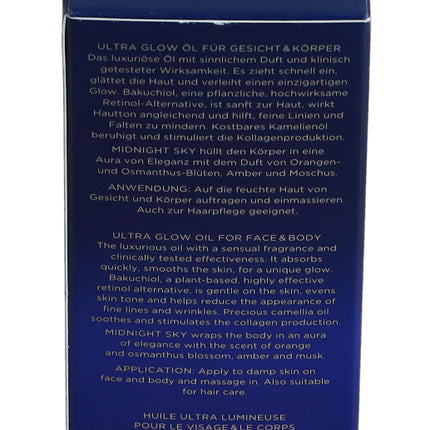 ULTRA GLOW ÖL FÜR GESICHT & KÖRPER
Das luxuriöse Öl mit sinnlichem Duft und klinisch
getesteter Wirksamkeit. Es zieht schnell ein,
glättet die Haut und verleiht einen einzigartigen
Glow. Bakuchiol, eine pflanzliche, hochwirksame
Retinol-Alternative, ist sanft zur Haut, wirkt
Hautton angleichend und hilft, feine Linien und
Falten zu mindern. Kostbares Kamelienöl
beruhigt und stimuliert die Kollagenproduktion.
MIDNIGHT SKY hüllt den Körper in eine
Aura von Eleganz mit dem Duft von Orangen-
und Osmanthus-Blüten, Amber und Moschus.
ANWENDUNG: Auf die feuchte Haut von
Gesicht und Körper auftragen und einmassieren.
Auch zur Haarpflege geeignet.
ULTRA GLOW OIL FOR FACE & BODY
The luxurious oil with a sensual fragrance and
clinically tested effectiveness. It absorbs
quickly, smooths the skin, for a unique glow.
Bakuchiol, a plant-based, highly effective
retinol alternative, is gentle on the skin, evens
skin tone and helps reduce the appearance of
fine lines and wrinkles. Precious camellia oil
soothes and stimulates the collagen production.
MIDNIGHT SKY wraps the body in an aura
of elegance with the scent of orange
and osmanthus blossom, amber and musk.
APPLICATION: Apply to damp skin on
face and body and massage in. Also suitable
for hair care.
HUILE ULTRA LUMINEUSE
POUR LE VISAGE & LE CORPS